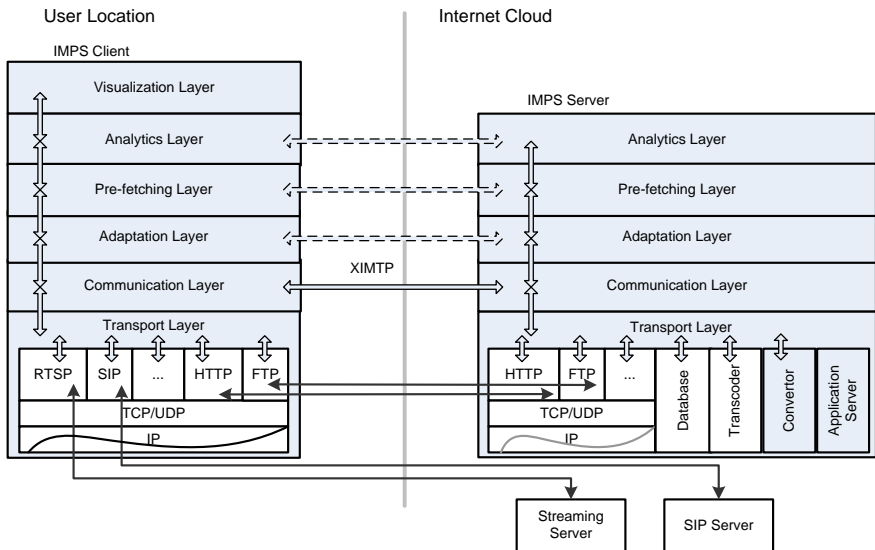 User Location
Internet Cloud
IMPS Client
Visualization Layer
IMPS Server
Analytics Layer
Analytics Layer
Pre-fetching Layer
Pre-fetching Layer
Adaptation Layer
Adaptation Layer
XIMTP
Communication Layer
Communication Layer
Transport Layer
Transport Layer
RTSP
SIP
...
HTTP
FTP
HTTP
FTP
...
Database
Transcoder
Convertor
Application
Server
TCP/UDP
TCP/UDP
IP
IP
Streaming
Server
SIP Server